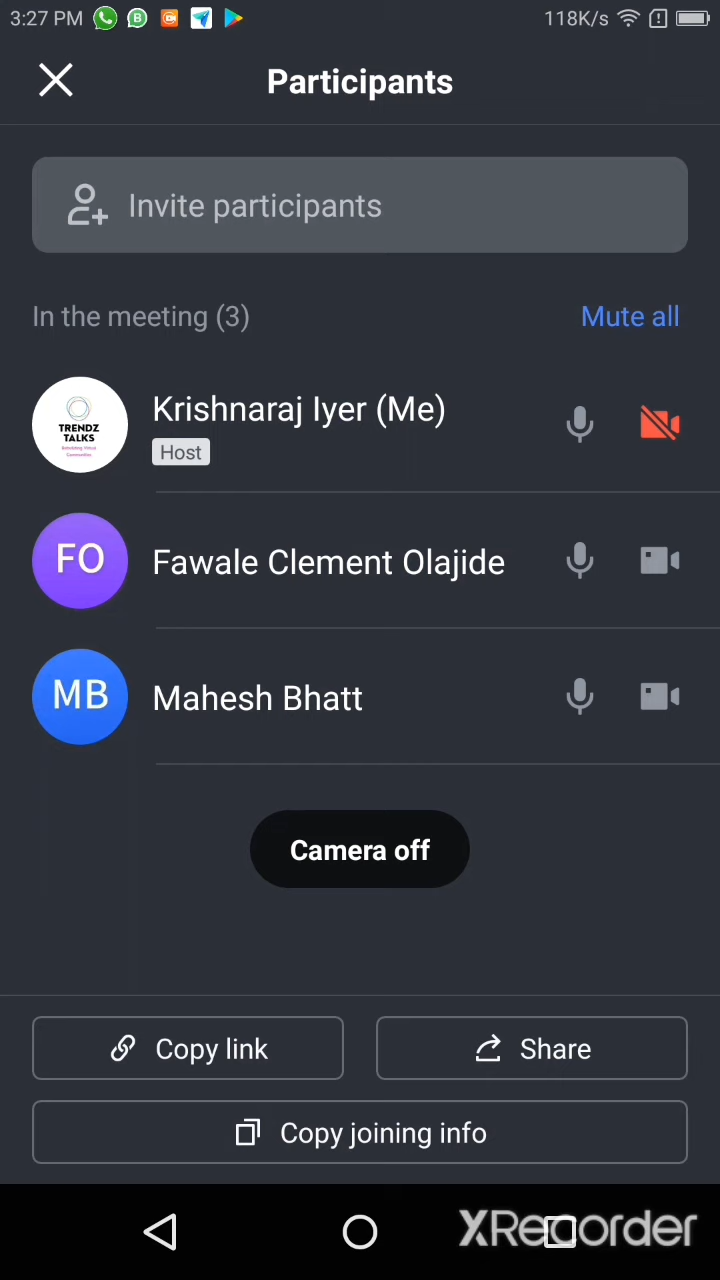 3:27 PM
118K/s
Participants
Invite participants
In the meeting (3)
Mute all
TRENDZ
TALKS
Krishnaraj Iyer (Me)
Host
FO
Fawale Clement Olajide
MB
Mahesh Bhatt
Camera off
Copy link
Share
Copy joining info
XRecorder